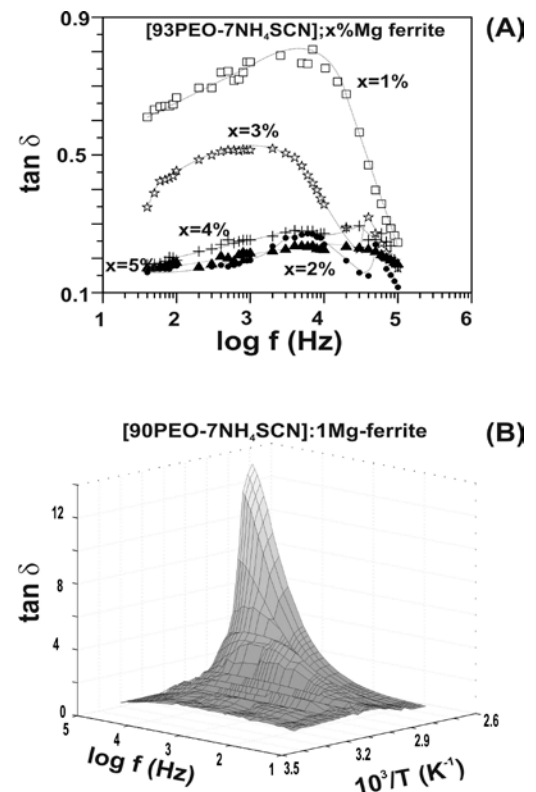 [93PEO-7NH₄SCN];x%Mg ferrite
(A)
0.9
x=1%
x=3%
tan δ
0.5
x=4%
x=5%
x=2%
0.1
1 2 3 4 5 6
log f (Hz)
[90PEO-7NH₄SCN]:1Mg-ferrite
(B)
12
tan δ
8
4
0
5 4 3 2 1
log f (Hz)
3.5 3.2 2.9 2.6
10³/T (K⁻¹)